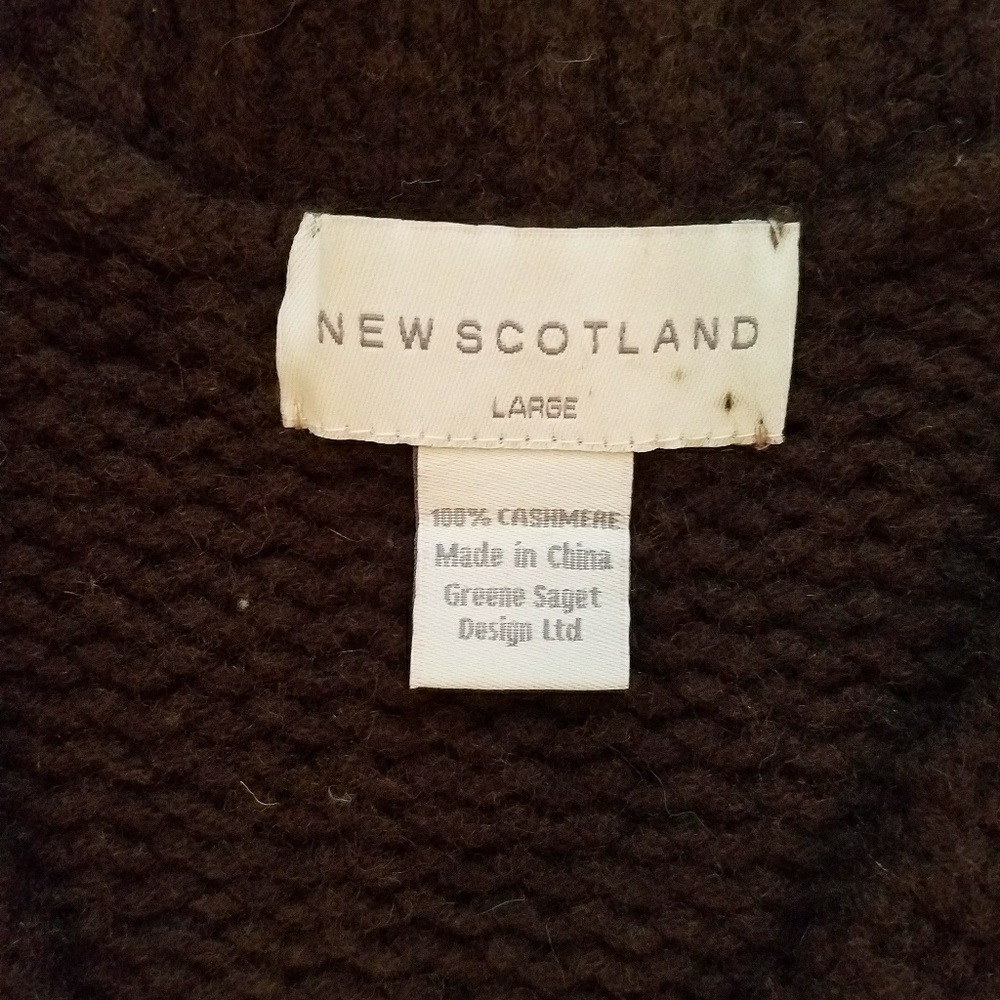 NEW SCOTLAND
LARGE
100% CASHMERE
Made in China
Greene Saget
Design Ltd